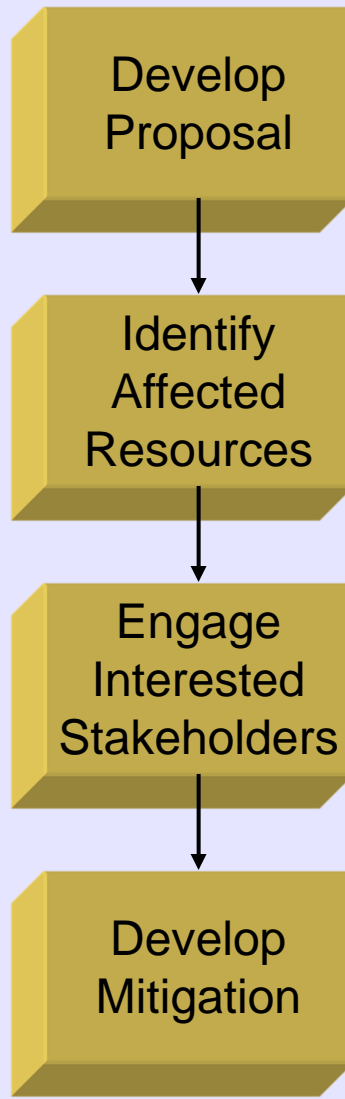 Develop
Proposal
Identify
Affected
Resources
Engage
Interested
Stakeholders
Develop
Mitigation